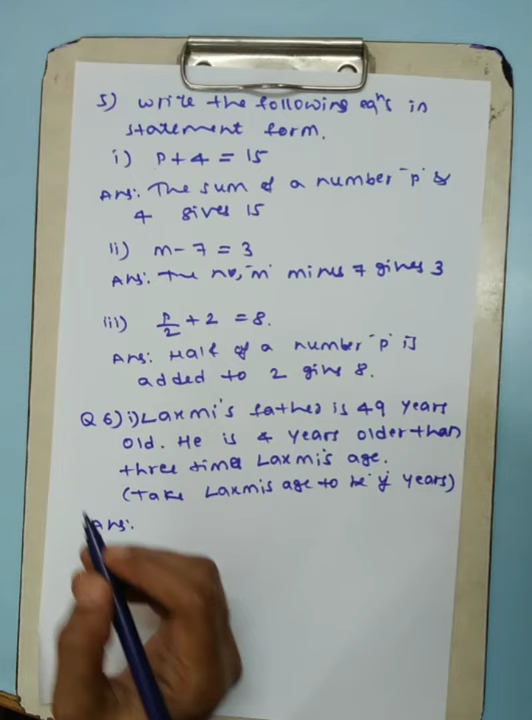 5) Write the following eqn's in
statement form.
i) p + 4 = 15
Ans: The sum of a number 'p' &
4 gives 15
ii) m - 7 = 3
Ans: The no, 'm' minus 7 gives 3
iii) p/2 + 2 = 8.
Ans: Half of a number 'p' is
added to 2 give 8.
Q 6) i) Laxmi's father is 49 years
old. He is 4 years older than
three time Laxmis age.
(Take Laxmis age to be 'y' years)
Ans: